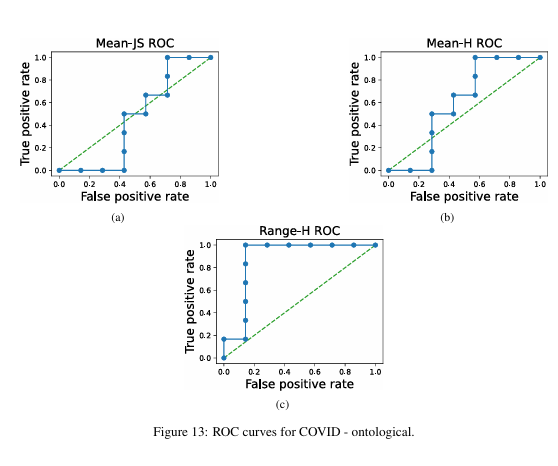 Mean-JS ROC
True positive rate
1.0
0.8
0.6
0.4
0.2
0.0
0.0 0.2 0.4 0.6 0.8 1.0
False positive rate
(a)
Mean-H ROC
True positive rate
1.0
0.8
0.6
0.4
0.2
0.0
0.0 0.2 0.4 0.6 0.8 1.0
False positive rate
(b)
Range-H ROC
True positive rate
1.0
0.8
0.6
0.4
0.2
0.0
0.0 0.2 0.4 0.6 0.8 1.0
False positive rate
(c)
Figure 13: ROC curves for COVID - ontological.